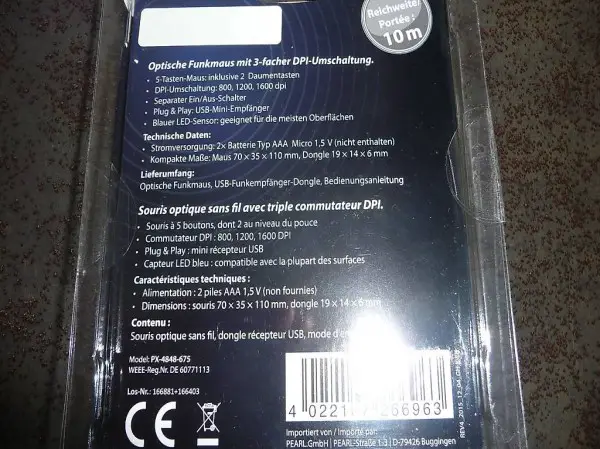 Reichweite/
Portée :
10 m
Optische Funkmaus mit 3-facher DPI-Umschaltung.
• 5-Tasten-Maus: inklusive 2 Daumentasten
• DPI-Umschaltung: 800, 1200, 1600 dpi
• Separater Ein/Aus-Schalter
• Plug & Play: USB-Mini-Empfänger
• Blauer LED-Sensor: geeignet für die meisten Oberflächen
Technische Daten:
• Stromversorgung: 2x Batterie Typ AAA Micro 1,5 V (nicht enthalten)
• Kompakte Maße: Maus 70 x 35 x 110 mm, Dongle 19 x 14 x 6 mm
Lieferumfang:
Optische Funkmaus, USB-Funkempfänger-Dongle, Bedienungsanleitung
Souris optique sans fil avec triple commutateur DPI.
• Souris à 5 boutons, dont 2 au niveau du pouce
• Commutateur DPI : 800, 1200, 1600 DPI
• Plug & Play : mini récepteur USB
• Capteur LED bleu : compatible avec la plupart des surfaces
Caractéristiques techniques :
• Alimentation : 2 piles AAA 1,5 V (non fournies)
• Dimensions : souris 70 x 35 x 110 mm, dongle 19 x 14 x 6 mm
Contenu :
Souris optique sans fil, dongle récepteur USB, mode
Model: PX-4848-675
WEEE-Reg.Nr. DE 60771113
Los-Nr.: 166881+166403
CE
4 0221 256963
Importiert von / Importé par :
PEARL.GmbH | PEARL-Straße 1-3 | D-79426 Buggingen
REV4_2015_12_04